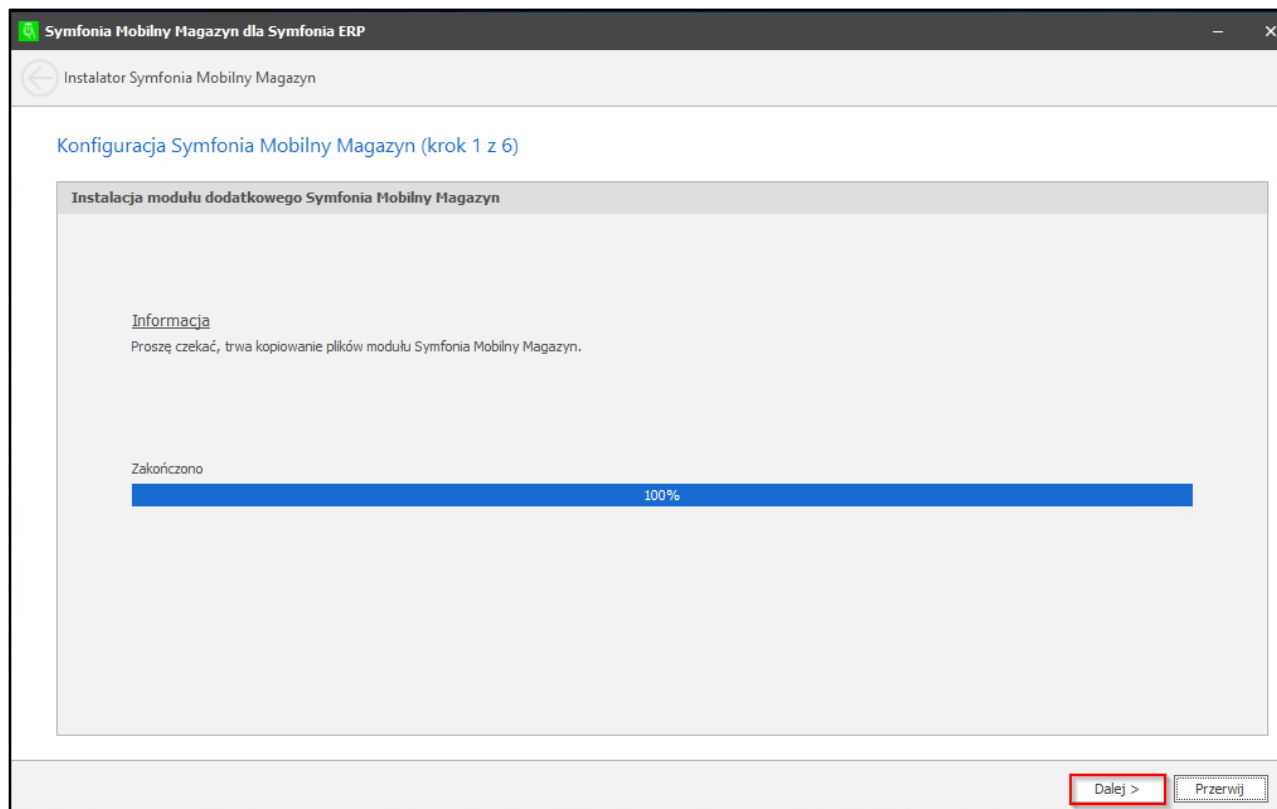 Symfonia Mobilny Magazyn dla Symfonia ERP
Instalator Symfonia Mobilny Magazyn
Konfiguracja Symfonia Mobilny Magazyn (krok 1 z 6)
Instalacja modułu dodatkowego Symfonia Mobilny Magazyn
Informacja
Proszę czekać, trwa kopiowanie plików modułu Symfonia Mobilny Magazyn.
Zakończono
100%
Dalej > Przerwij